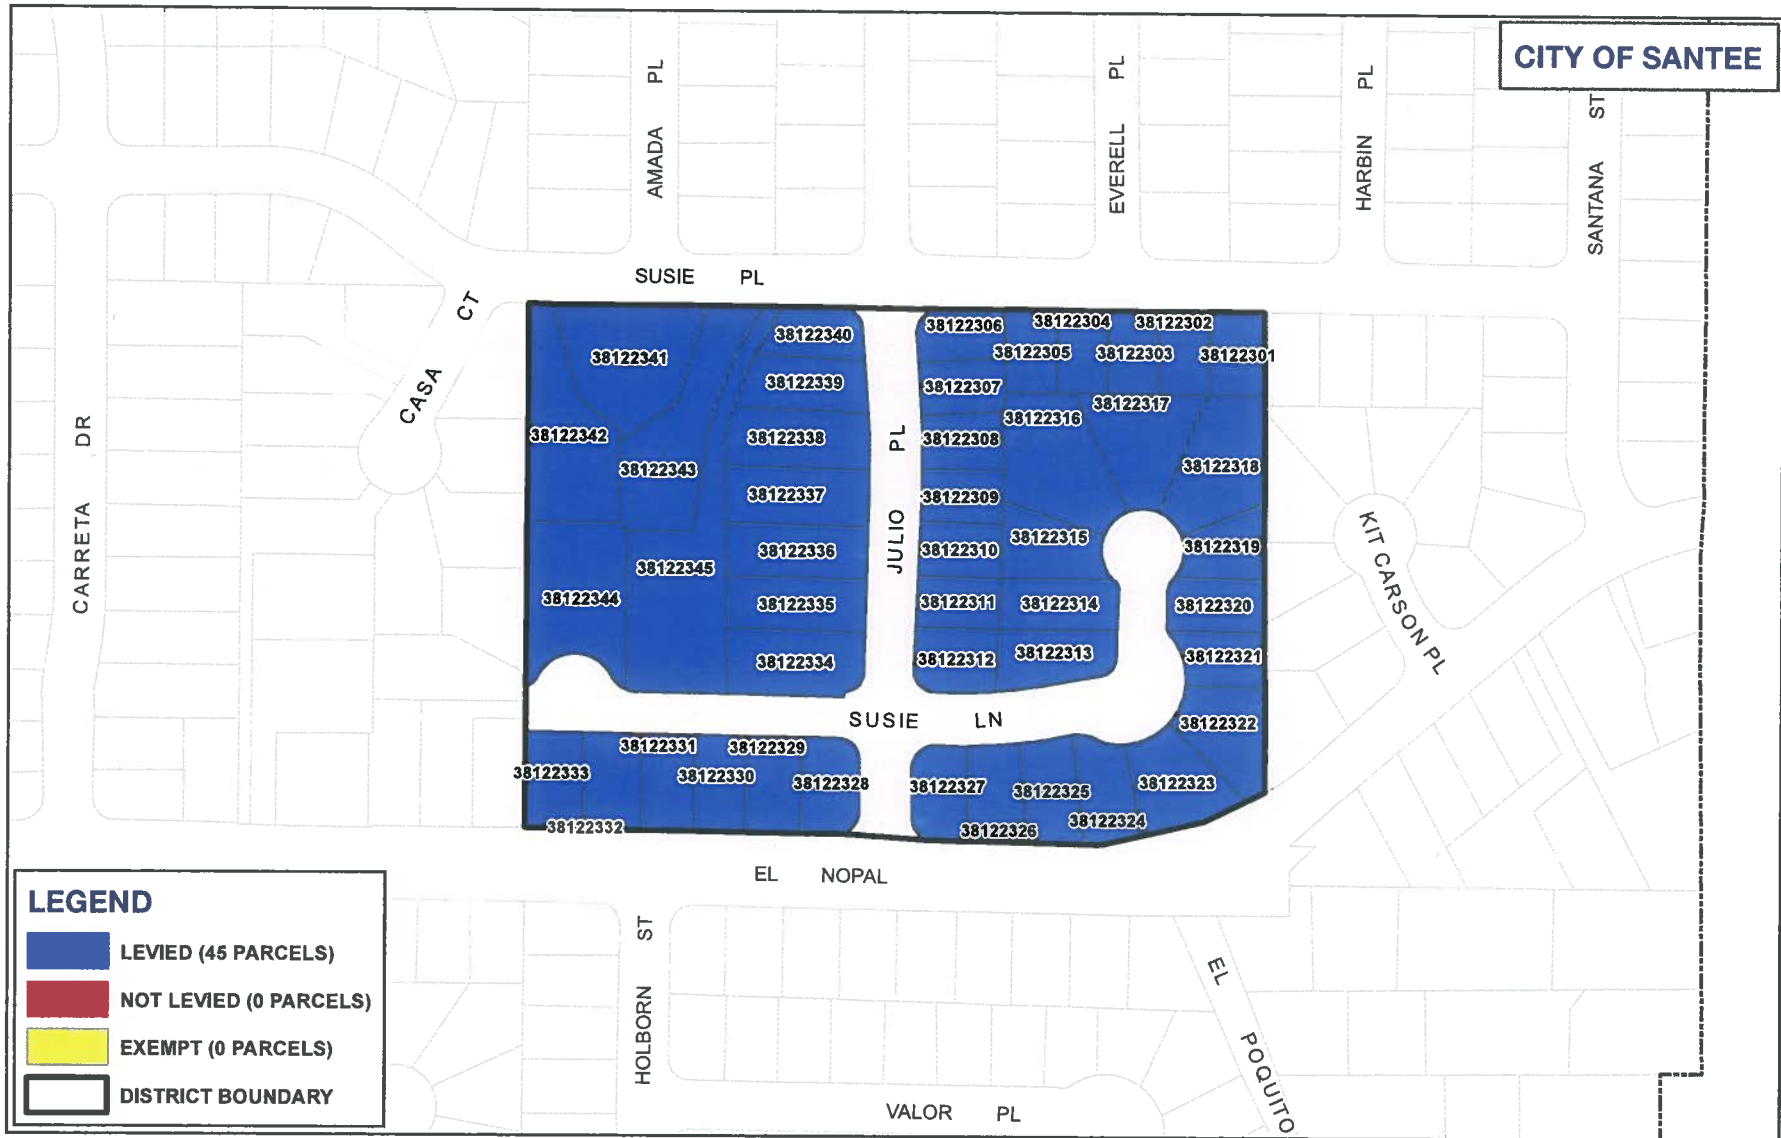 CITY OF SANTEE
AMADA PL
EVERELL PL
HARBIN PL
SANTANA ST
SUSIE PL
CASA CT
CARRETA DR
JULIO PL
KIT CARSON PL
38122306
38122304
38122302
38122340
38122341
38122305
38122303
38122301
38122339
38122307
38122317
38122316
38122342
38122338
38122308
38122343
38122318
38122337
38122309
38122315
38122319
38122336
38122310
38122345
38122344
38122335
38122311
38122314
38122320
38122334
38122312
38122313
38122321
SUSIE LN
38122322
38122331
38122329
38122333
38122330
38122328
38122327
38122325
38122323
38122332
38122326
38122324
EL NOPAL
HOLBORN ST
EL POQUITO
VALOR PL
LEGEND
LEVIED (45 PARCELS)
NOT LEVIED (0 PARCELS)
EXEMPT (0 PARCELS)
DISTRICT BOUNDARY